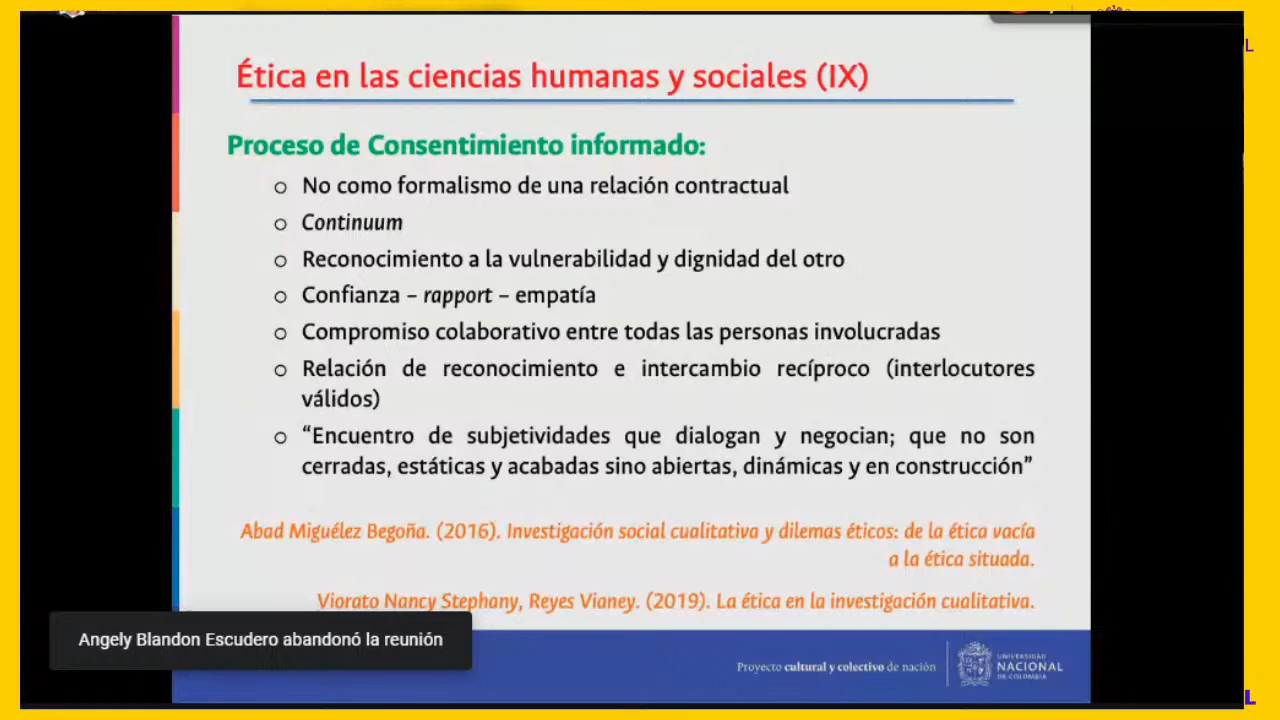 Ética en las ciencias humanas y sociales (IX)
Proceso de Consentimiento informado:
o No como formalismo de una relación contractual
o Continuum
o Reconocimiento a la vulnerabilidad y dignidad del otro
o Confianza – rapport – empatía
o Compromiso colaborativo entre todas las personas involucradas
o Relación de reconocimiento e intercambio recíproco (interlocutores
válidos)
o “Encuentro de subjetividades que dialogan y negocian; que no son
cerradas, estáticas y acabadas sino abiertas, dinámicas y en construcción”
Abad Miguélez Begoña. (2016). Investigación social cualitativa y dilemas éticos: de la ética vacía
a la ética situada.
Viorato Nancy Stephany, Reyes Vianey. (2019). La ética en la investigación cualitativa.
Angely Blandon Escudero abandonó la reunión
Proyecto cultural y colectivo de nación
UNIVERSIDAD
NACIONAL
DE COLOMBIA
L
L